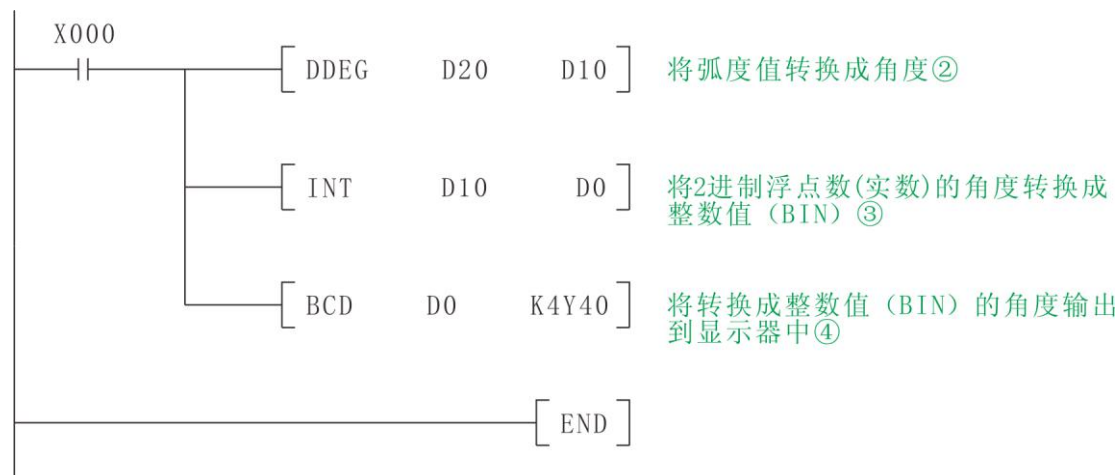 X000
DDEG D20 D10 将弧度值转换成角度②
INT D10 D0 将2进制浮点数(实数)的角度转换成
整数值（BIN）③
BCD D0 K4Y40 将转换成整数值（BIN）的角度输出
到显示器中④
END